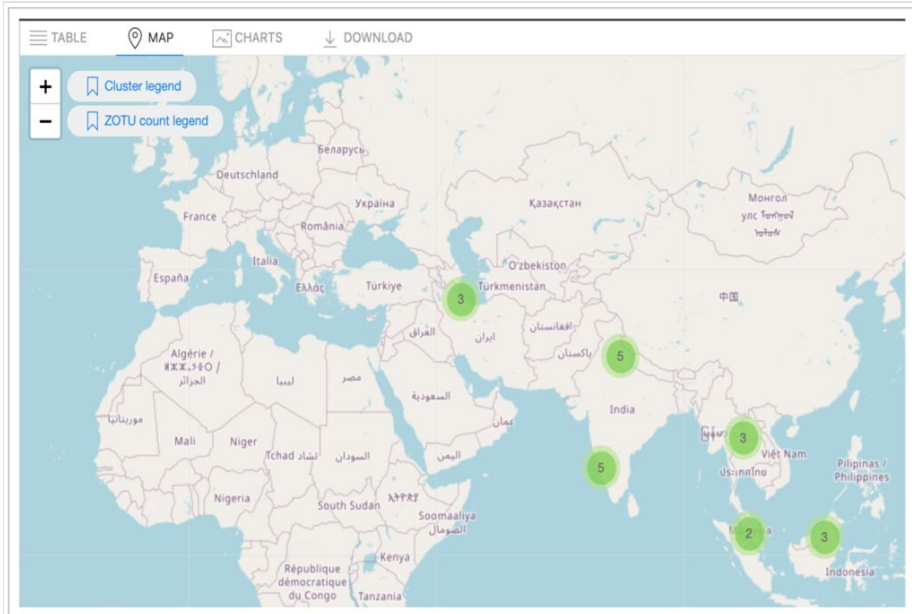 TABLE
MAP
CHARTS
DOWNLOAD
+
−
Cluster legend
ZOTU count legend
Беларусь
Deutschland
Україна
Қазақстан
Монгол
улс
France
România
Italia
O'zbekiston
España
Ελλάς
Türkiye
3
Türkmenistan
中国
العراق
ایران
افغانستان
Algérie /
ⵍⵣⵣⴰⵢⴻⵔ /
الجزائر
ليبيا
مصر
پاکستان
5
السعودية
India
موريتانيا
عمان
3
Mali
Niger
Tchad تشاد
السودان
اليمن
Việt Nam
ประเทศไทย
Pilipinas /
Philippines
5
Nigeria
South Sudan
Soomaaliya
الصومال
2
3
Kenya
Indonesia
République
démocratique
du Congo
Tanzania